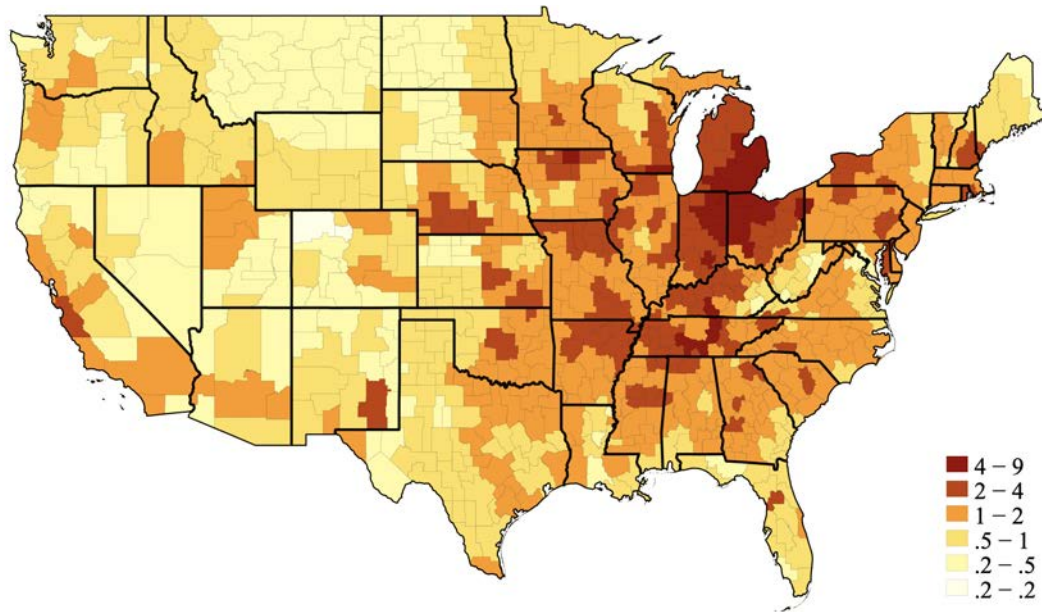 4 – 9
2 – 4
1 – 2
.5 – 1
.2 – .5
.2 – .2